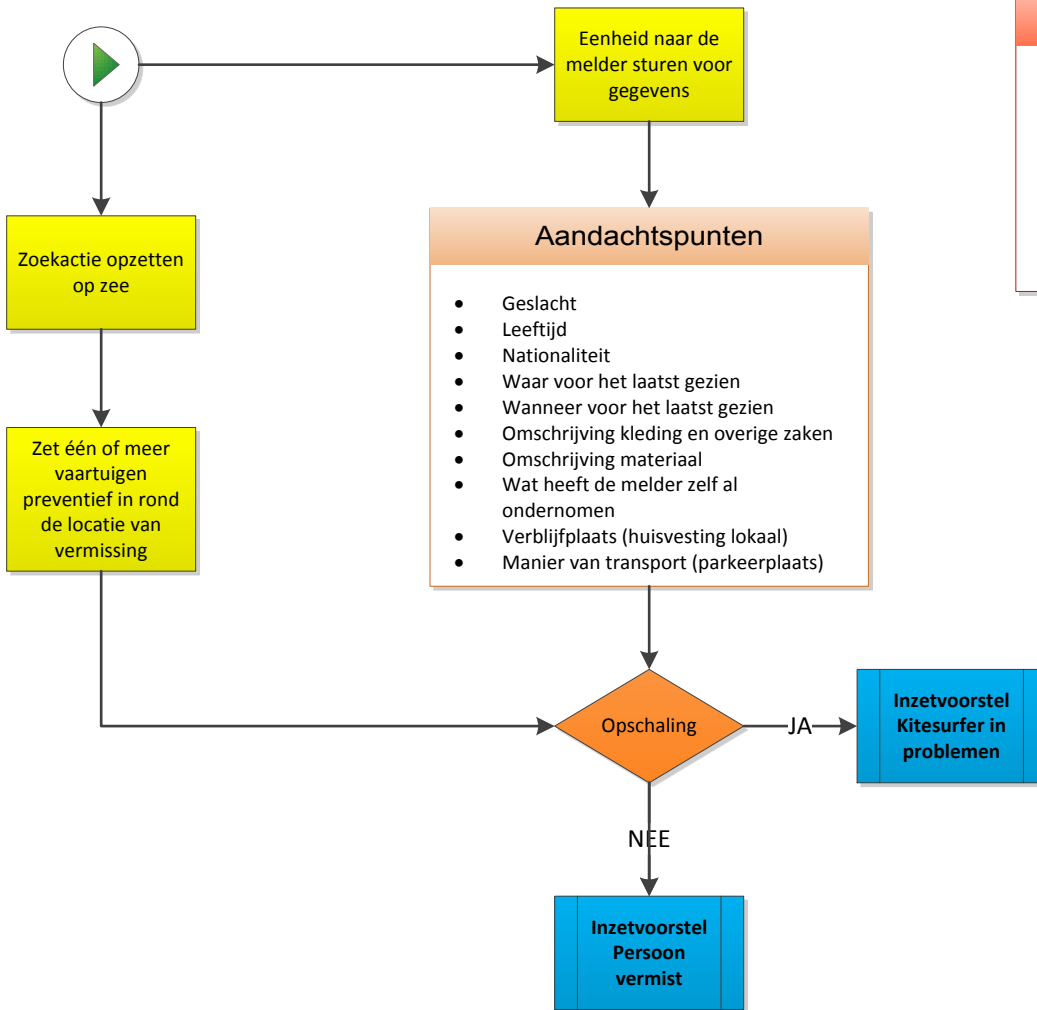 Eenheid naar de
melder sturen voor
gegevens
Zoekactie opzetten
op zee
Zet één of meer
vaartuigen
preventief in rond
de locatie van
vermissing
Aandachtspunten
• Geslacht
• Leeftijd
• Nationaliteit
• Waar voor het laatst gezien
• Wanneer voor het laatst gezien
• Omschrijving kleding en overige zaken
• Omschrijving materiaal
• Wat heeft de melder zelf al
ondernomen
• Verblijfplaats (huisvesting lokaal)
• Manier van transport (parkeerplaats)
Opschaling
JA
Inzetvoorstel
Kitesurfer in
problemen
NEE
Inzetvoorstel
Persoon
vermist